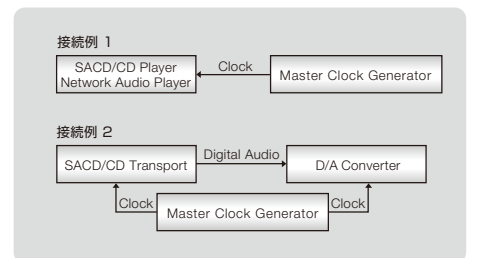 接続例 1
SACD/CD Player
Network Audio Player
Clock
Master Clock Generator
接続例 2
SACD/CD Transport
Digital Audio
D/A Converter
Clock
Master Clock Generator
Clock